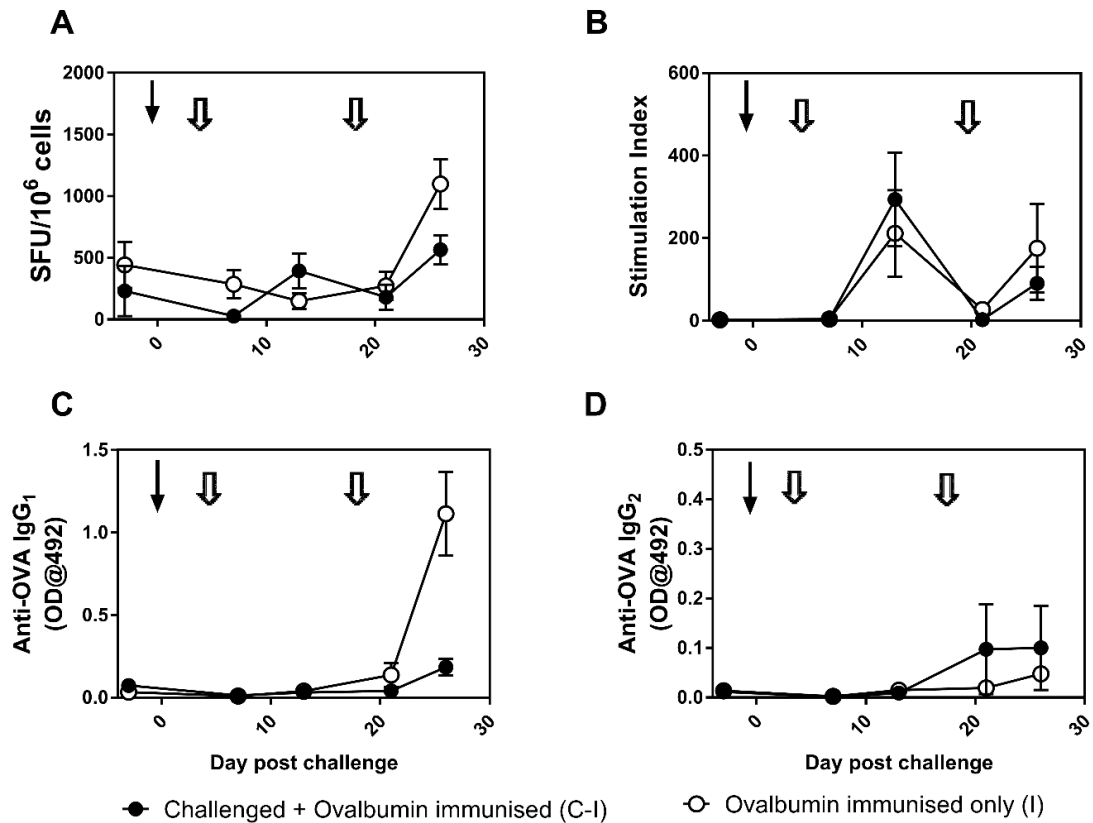 A
B
SFU/10⁶ cells
2000
1500
1000
500
0
0
10
20
30
Stimulation Index
600
400
200
0
0
10
20
30
C
D
Anti-OVA IgG₁
(OD@492)
1.5
1.0
0.5
0.0
0
10
20
30
Day post challenge
Anti-OVA IgG₂
(OD@492)
0.5
0.4
0.3
0.2
0.1
0.0
0
10
20
30
Day post challenge
Challenged + Ovalbumin immunised (C-I)
Ovalbumin immunised only (I)